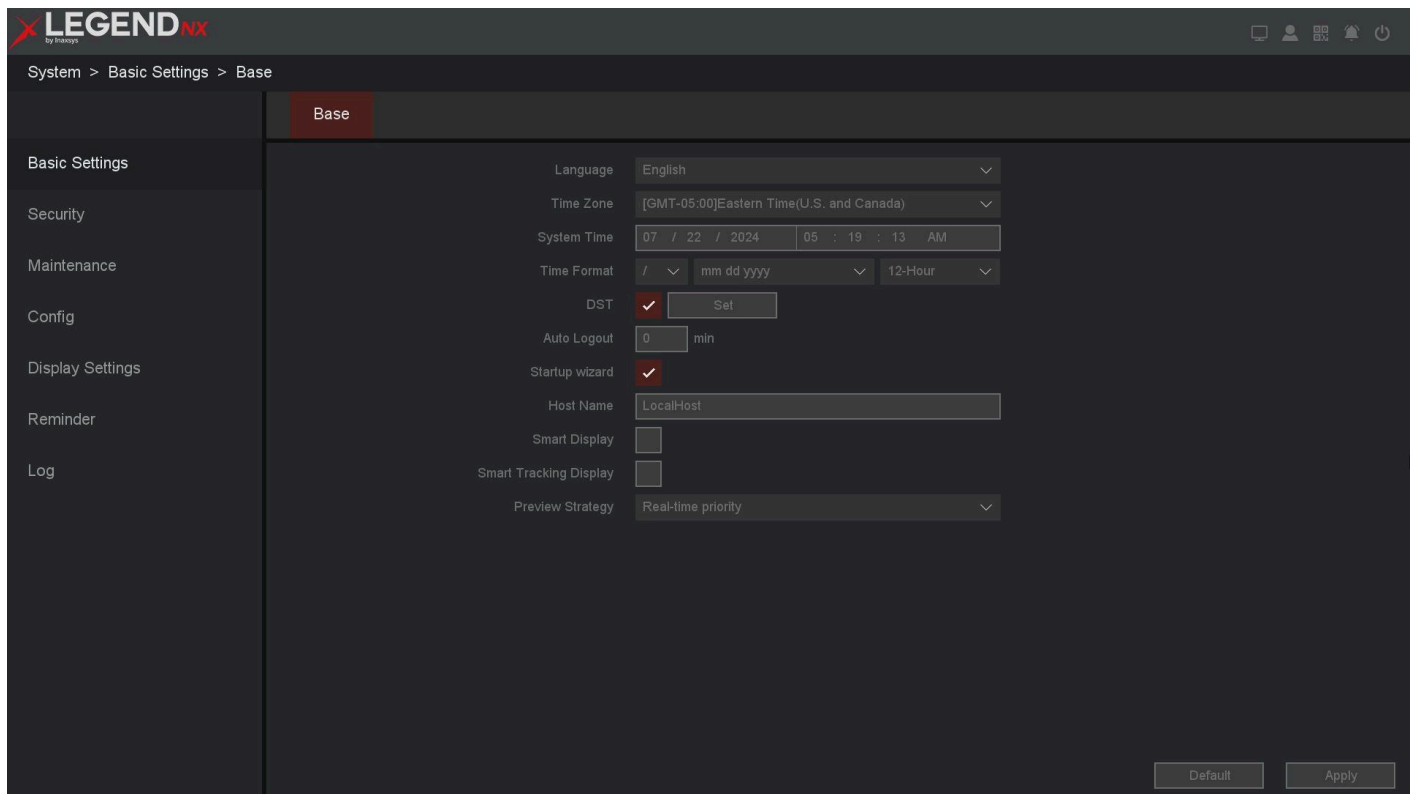 LEGEND NX
by Inaxsys
System > Basic Settings > Base
Base
Basic Settings
Security
Maintenance
Config
Display Settings
Reminder
Log
Language English
Time Zone [GMT-05:00]Eastern Time(U.S. and Canada)
System Time 07 / 22 / 2024 05 : 19 : 13 AM
Time Format / mm dd yyyy 12-Hour
DST Set
Auto Logout 0 min
Startup wizard
Host Name LocalHost
Smart Display
Smart Tracking Display
Preview Strategy Real-time priority
Default Apply